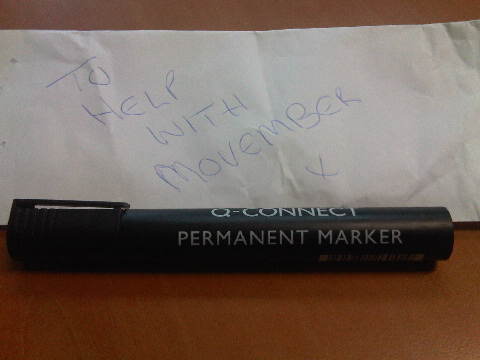 TO
HELP
WITH
MOVEMBER
X
Q-CONNECT
PERMANENT MARKER